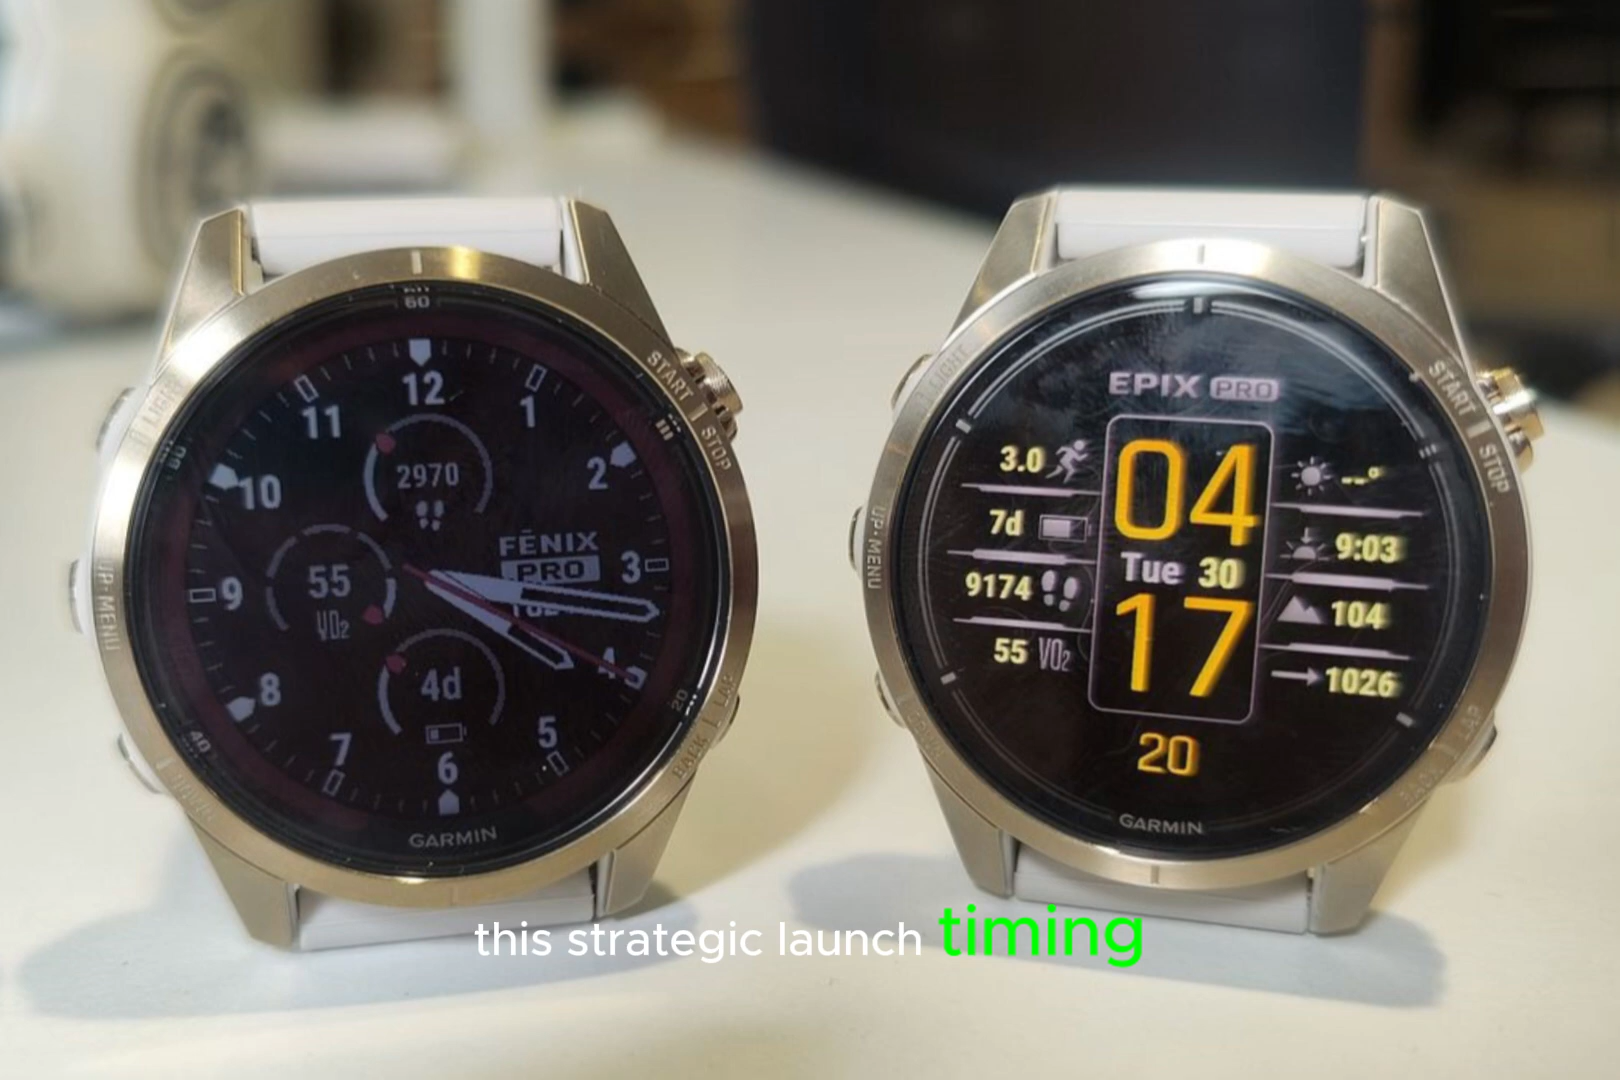 60
12
11
1
10
2
2970
FĒNIX
PRO
55
VO₂
9
3
8
4
4d
7
5
6
40
20
GARMIN
LIGHT
START
STOP
UP·MENU
BACK
LAP
EPIX PRO
3.0
04
--°
7d
Tue 30
9:03
9174
17
104
55 VO₂
1026
20
GARMIN
LIGHT
START
STOP
UP·MENU
LAP
this strategic launch timing